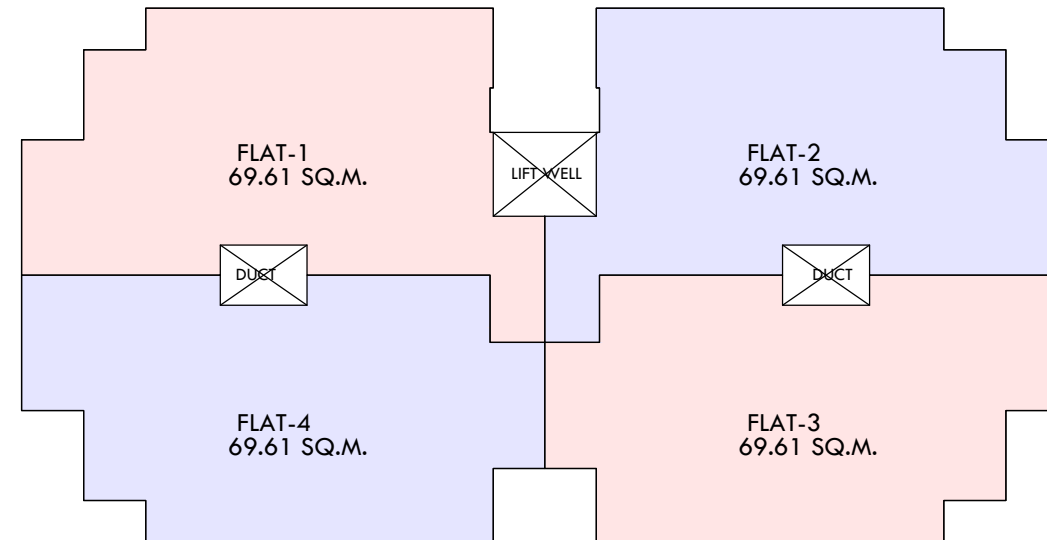 FLAT-1
69.61 SQ.M.
FLAT-2
69.61 SQ.M.
LIFT WELL
DUCT
DUCT
FLAT-4
69.61 SQ.M.
FLAT-3
69.61 SQ.M.